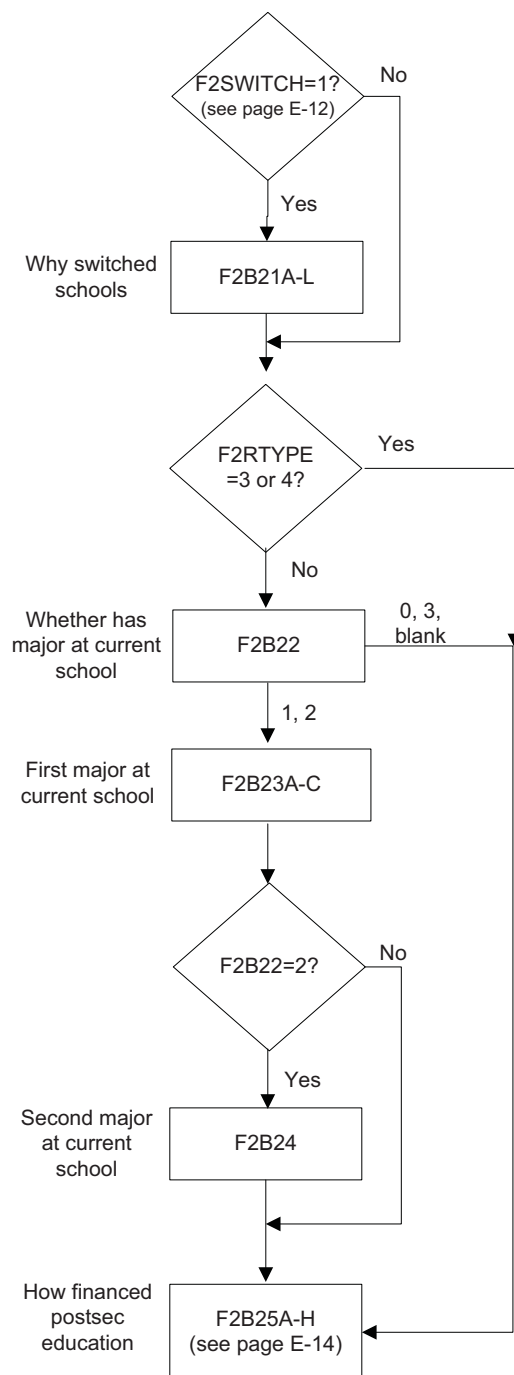 F2SWITCH=1?
(see page E-12)
No
Yes
Why switched
schools
F2B21A-L
F2RTYPE
=3 or 4?
Yes
No
Whether has
major at current
school
F2B22
0, 3,
blank
1, 2
First major at
current school
F2B23A-C
F2B22=2?
No
Yes
Second major
at current
school
F2B24
How financed
postsec
education
F2B25A-H
(see page E-14)